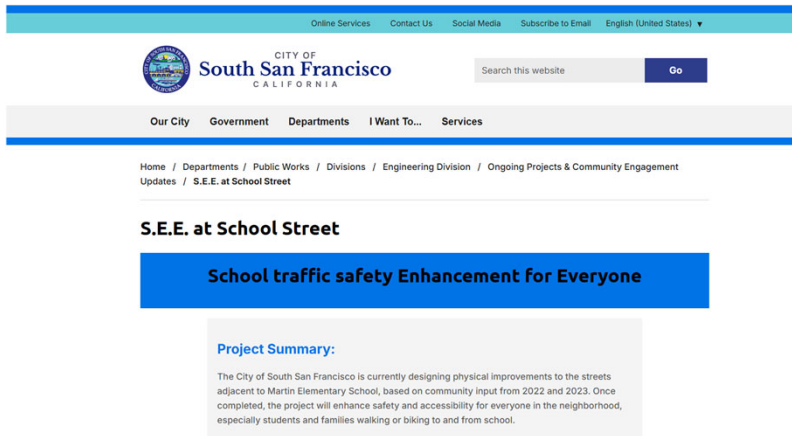 Online Services Contact Us Social Media Subscribe to Email English (United States) ▼
CITY OF
South San Francisco
CALIFORNIA
Search this website Go
Our City Government Departments I Want To... Services
Home / Departments / Public Works / Divisions / Engineering Division / Ongoing Projects & Community Engagement
Updates / S.E.E. at School Street
S.E.E. at School Street
School traffic safety Enhancement for Everyone
Project Summary:
The City of South San Francisco is currently designing physical improvements to the streets
adjacent to Martin Elementary School, based on community input from 2022 and 2023. Once
completed, the project will enhance safety and accessibility for everyone in the neighborhood,
especially students and families walking or biking to and from school.